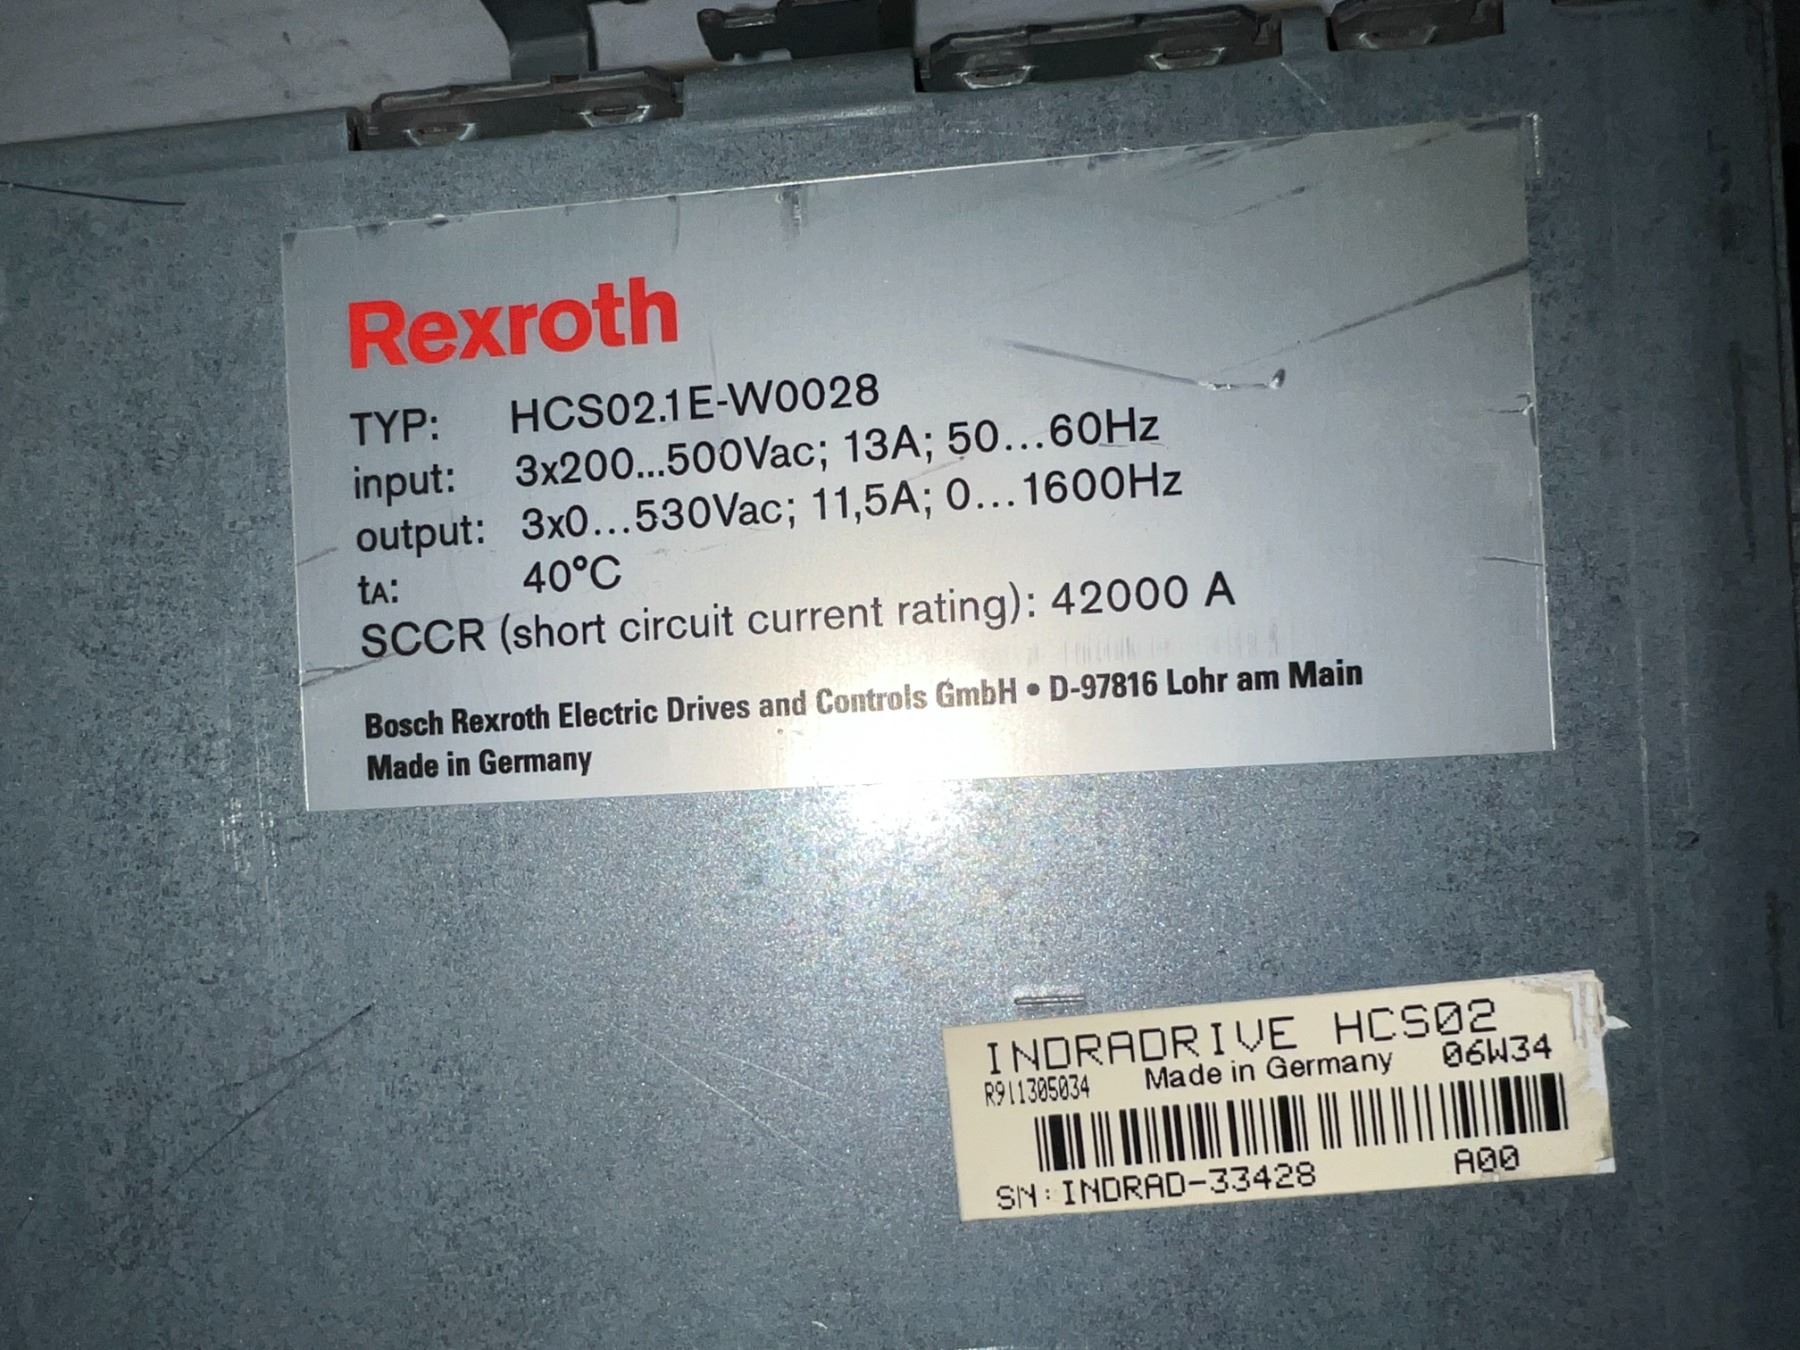 Rexroth
TYP: HCS02.1E-W0028
input: 3x200...500Vac; 13A; 50...60Hz
output: 3x0...530Vac; 11,5A; 0...1600Hz
tA: 40°C
SCCR (short circuit current rating): 42000 A
Bosch Rexroth Electric Drives and Controls GmbH • D-97816 Lohr am Main
Made in Germany
INDRADRIVE HCS02
R911305034 Made in Germany 06W34
SN: INDRAD-33428 A00